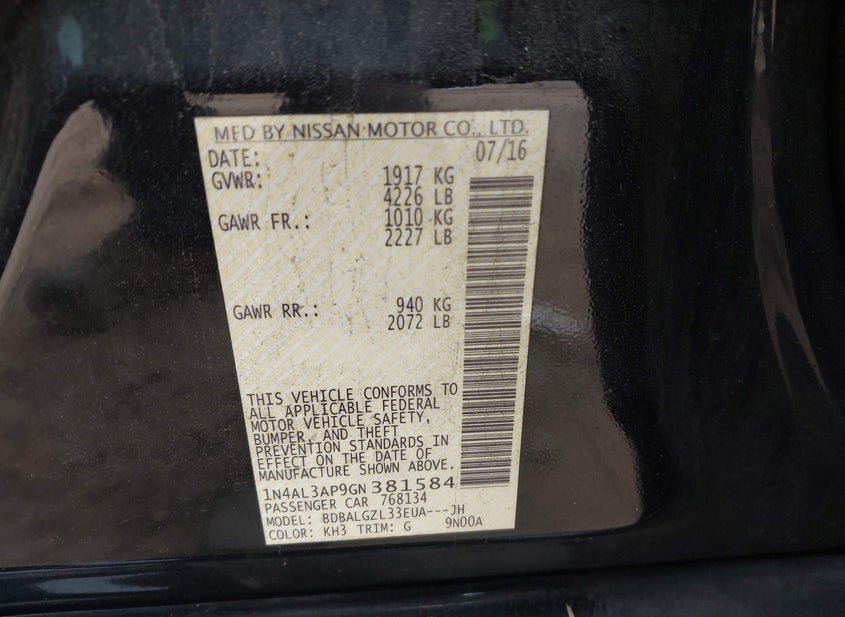 MFD BY NISSAN MOTOR CO., LTD.
DATE: 07/16
GVWR: 1917 KG
4226 LB
GAWR FR.: 1010 KG
2227 LB
GAWR RR.: 940 KG
2072 LB
THIS VEHICLE CONFORMS TO
ALL APPLICABLE FEDERAL
MOTOR VEHICLE SAFETY,
BUMPER, AND THEFT
PREVENTION STANDARDS IN
EFFECT ON THE DATE OF
MANUFACTURE SHOWN ABOVE.
1N4AL3AP9GN381584
PASSENGER CAR 768134
MODEL: BDBALGZL33EUA---JH
COLOR: KH3 TRIM: G 9N00A